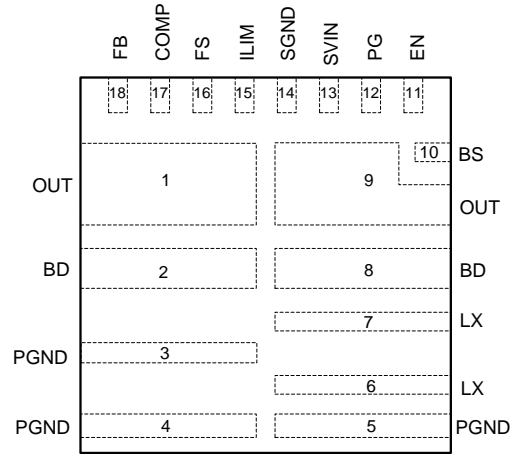 FB COMP FS ILIM SGND SVIN PG EN
18 17 16 15 14 13 12 11
10 BS
OUT 1 9
OUT
BD 2 8 BD
7 LX
PGND 3
6 LX
PGND 4 5 PGND